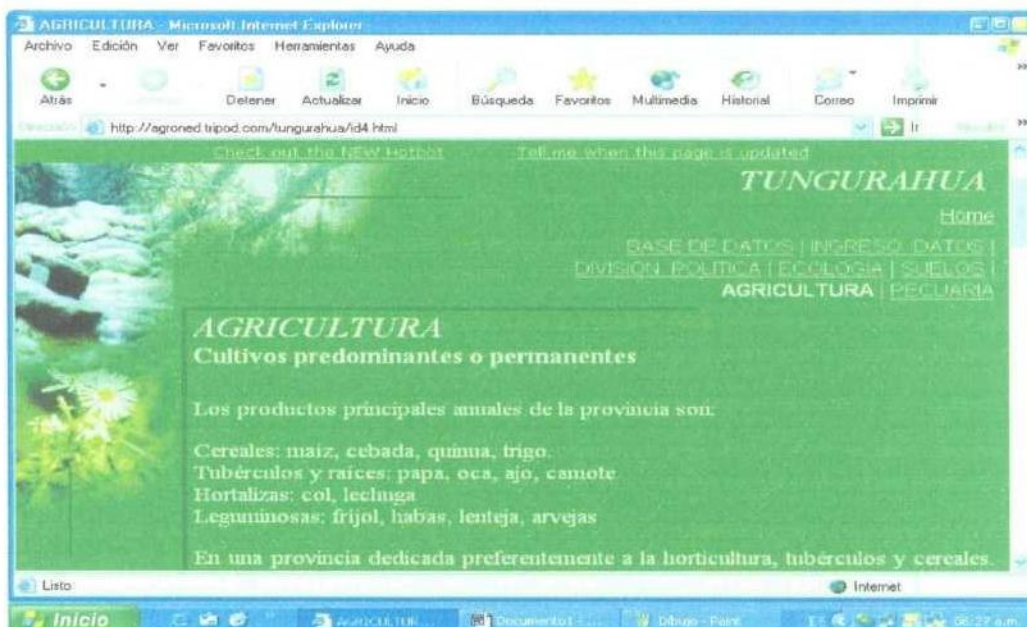 AGRICULTURA - Microsoft Internet Explorer
Archivo Edición Ver Favoritos Herramientas Ayuda
Atrás Detener Actualizar Inicio Búsqueda Favoritos Multimedia Historial Correo Imprimir
http://agroned.tripod.com/tungurahua/id4.html Ir
Check out the NEW Hotbot Tell me when this page is updated
TUNGURAHUA
Home
BASE DE DATOS | INGRESO DATOS |
DIVISION POLITICA | ECOLOGIA | SUELOS |
AGRICULTURA | PECUARIA
AGRICULTURA
Cultivos predominantes o permanentes
Los productos principales anuales de la provincia son:
Cereales: maiz, cebada, quinua, trigo.
Tubérculos y raíces: papa, oca, ajo, camote
Hortalizas: col, lechuga
Leguminosas: frijol, habas, lenteja, arvejas
En una provincia dedicada preferentemente a la horticultura, tubérculos y cereales.
Listo Internet
Inicio AGRICULTUR... Documento1 - ... Dibujo - Paint 06:27 a.m.